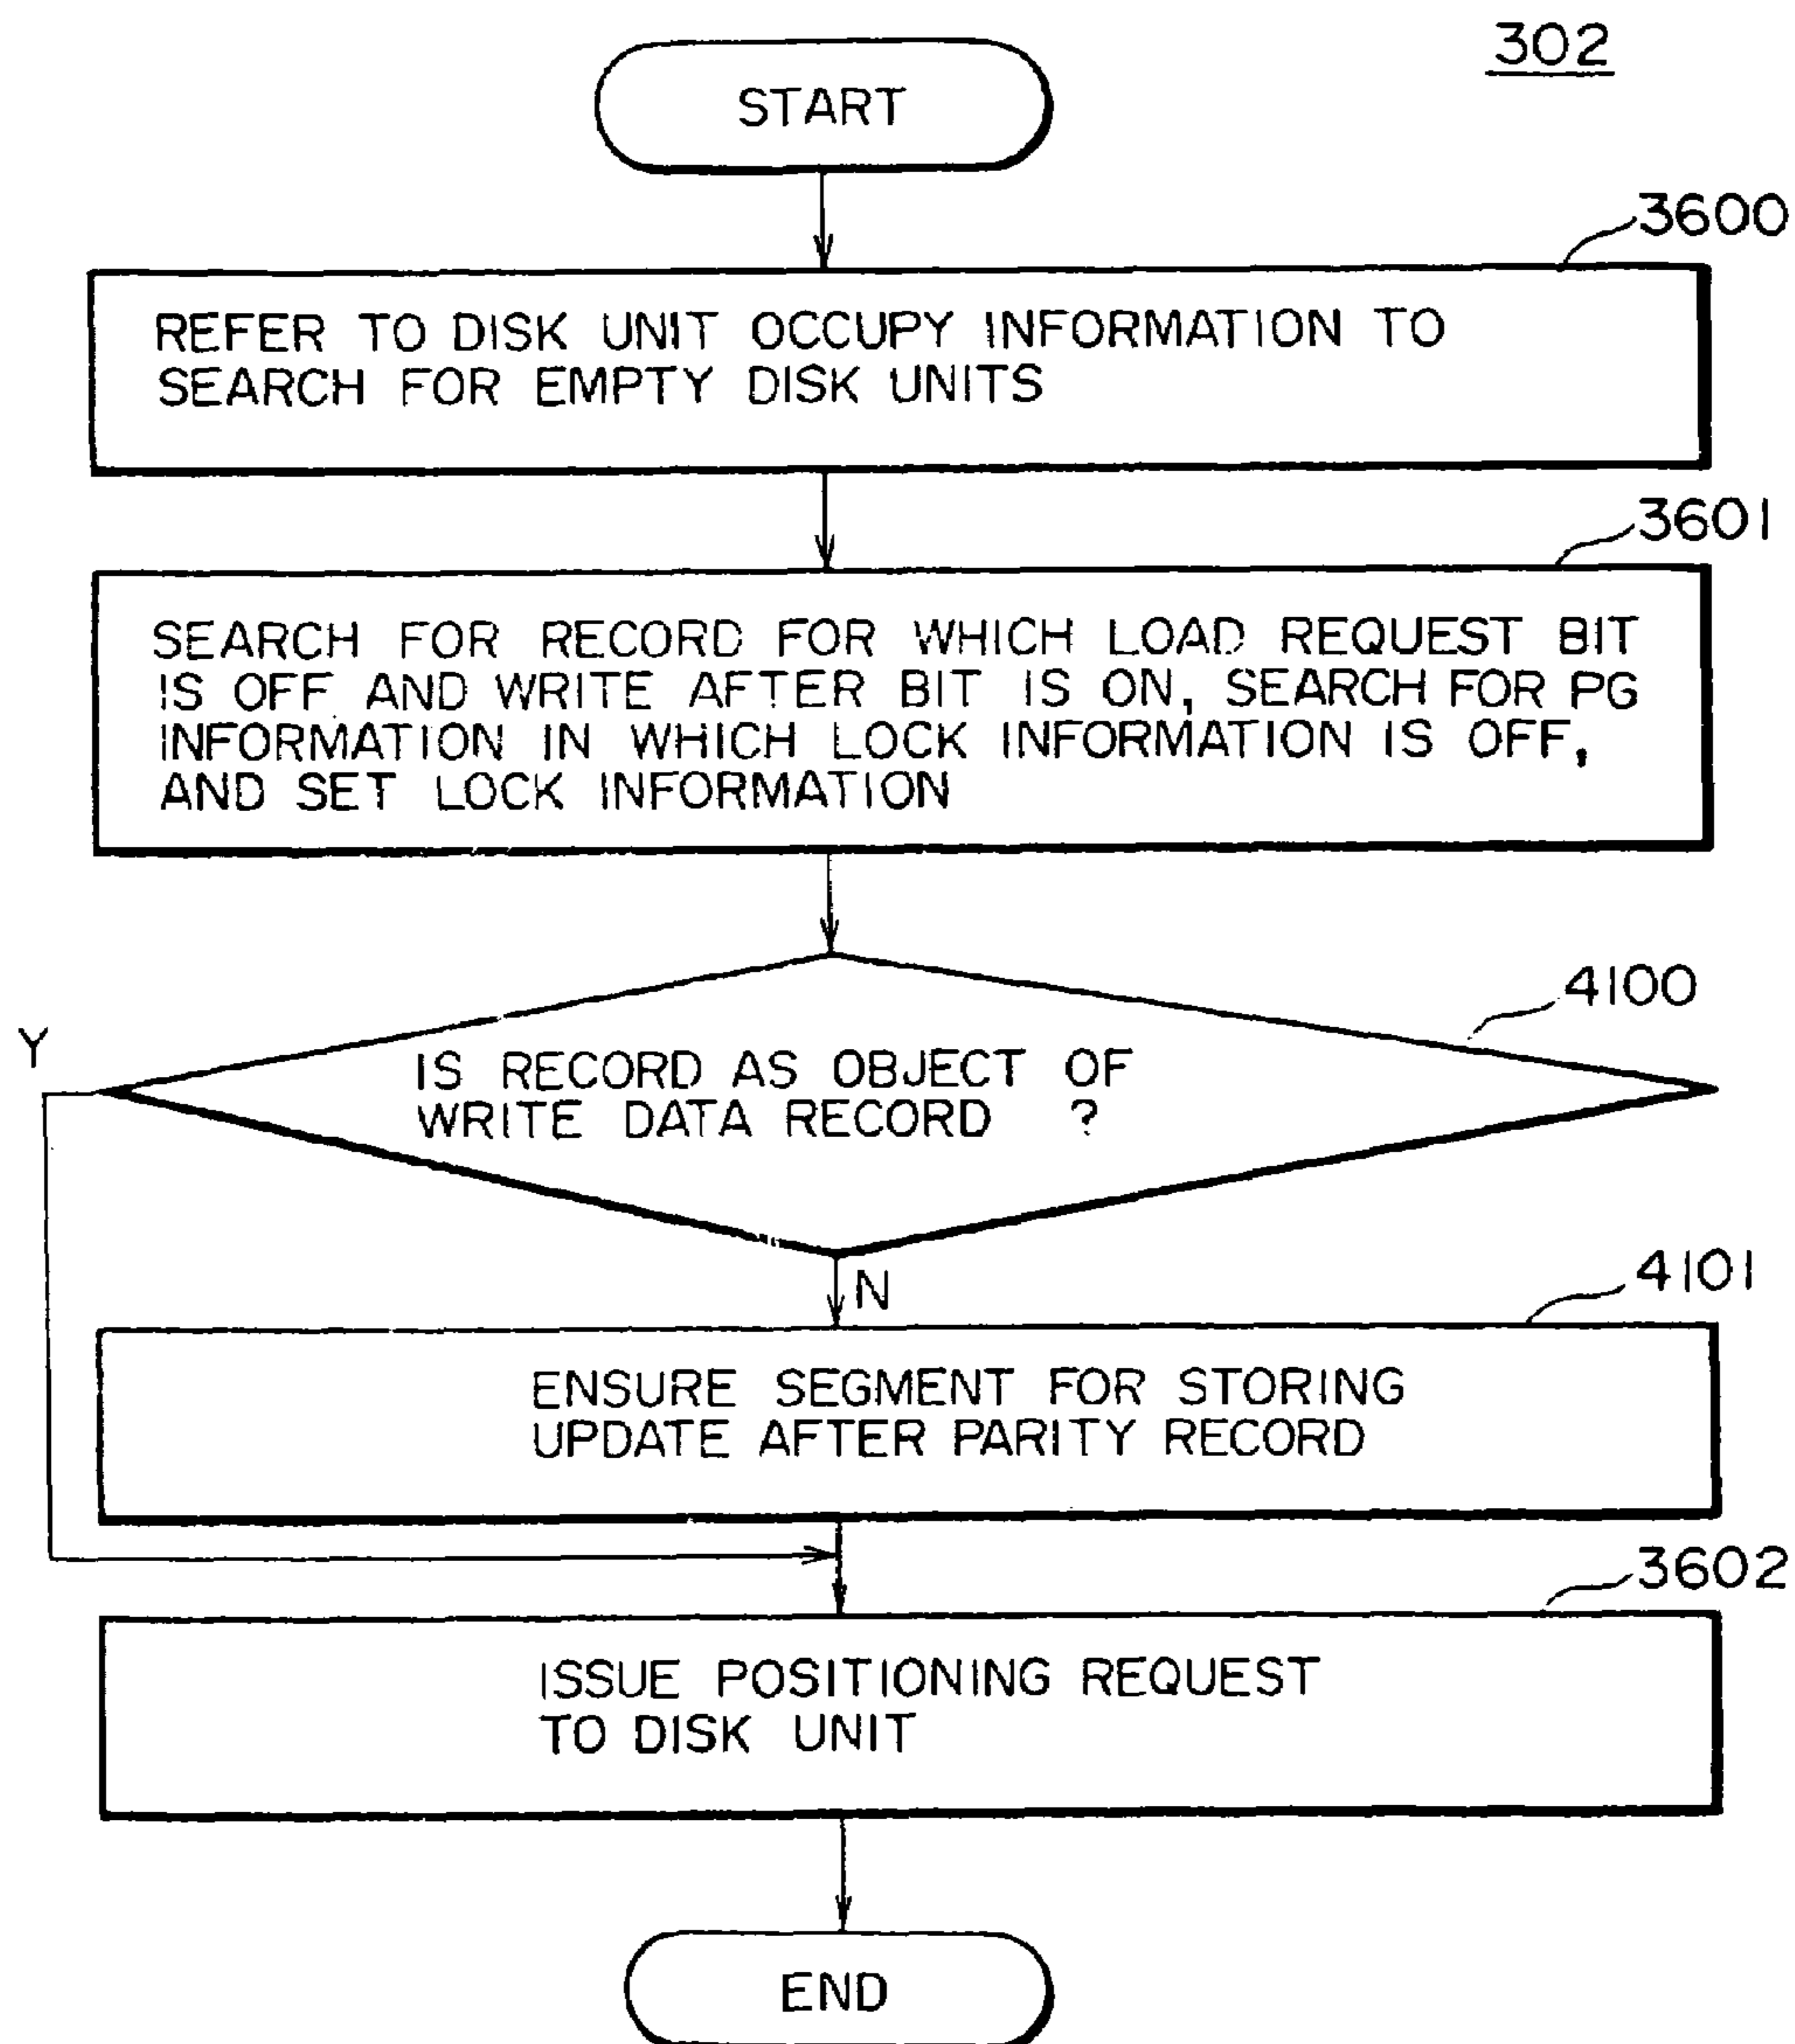 302
START
3600
REFER TO DISK UNIT OCCUPY INFORMATION TO
SEARCH FOR EMPTY DISK UNITS
3601
SEARCH FOR RECORD FOR WHICH LOAD REQUEST BIT
IS OFF AND WRITE AFTER BIT IS ON, SEARCH FOR PG
INFORMATION IN WHICH LOCK INFORMATION IS OFF,
AND SET LOCK INFORMATION
4100
Y
IS RECORD AS OBJECT OF
WRITE DATA RECORD ?
N
4101
ENSURE SEGMENT FOR STORING
UPDATE AFTER PARITY RECORD
3602
ISSUE POSITIONING REQUEST
TO DISK UNIT
END